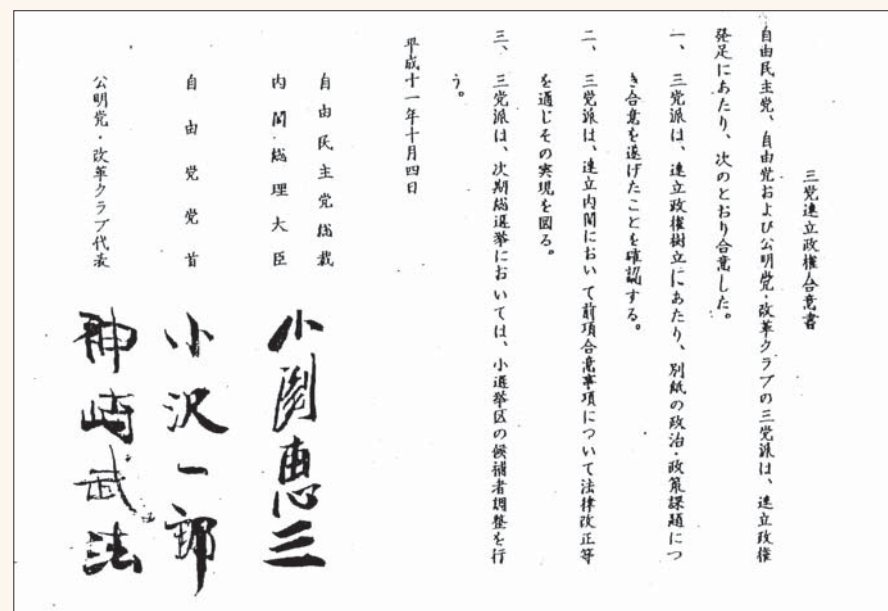 三党連立政権合意書
自由民主党、自由党および公明党・改革クラブの三党派は、連立政権
発足にあたり、次のとおり合意した。
一、三党派は、連立政権樹立にあたり、別紙の政治・政策課題につ
き合意を遂げたことを確認する。
二、三党派は、連立内閣において前項合意事項について法律改正等
を通じその実現を図る。
三、三党派は、次期総選挙においては、小選挙区の候補者調整を行
う。
平成十一年十月四日
自由民主党総裁
内閣総理大臣
小渕恵三
自由党党首
小沢一郎
公明党・改革クラブ代表
神崎武法